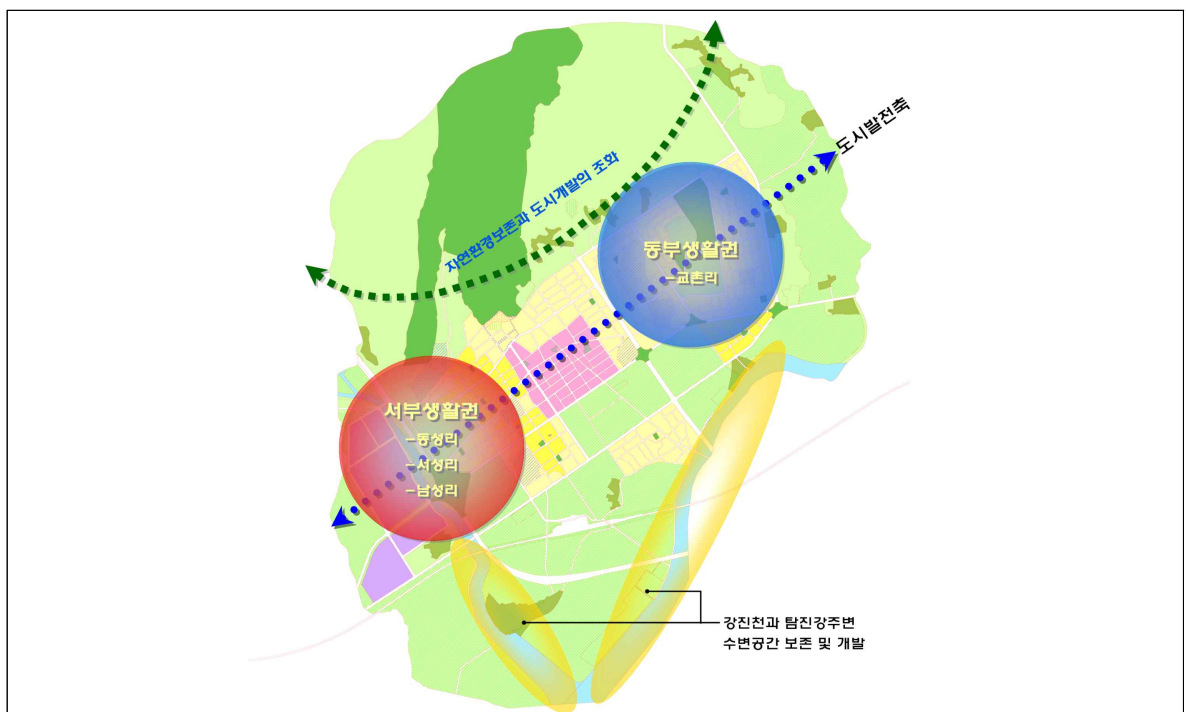 도시발전축
자연환경보존과 도시개발의 조화
동부생활권
-교촌리
서부생활권
-동성리
-서성리
-남성리
강진천과 탐진강주변
수변공간 보존 및 개발